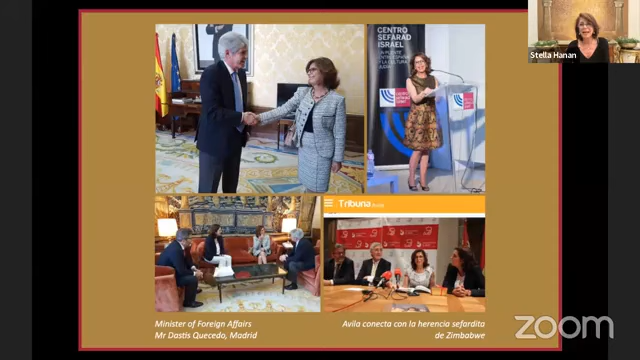 Stella Hanan
CENTRO
SEFARAD
ISRAEL
Tribuna
Minister of Foreign Affairs
Mr Dastis Quecedo, Madrid
Avila conecta con la herencia sefardita
de Zimbabwe
zoom